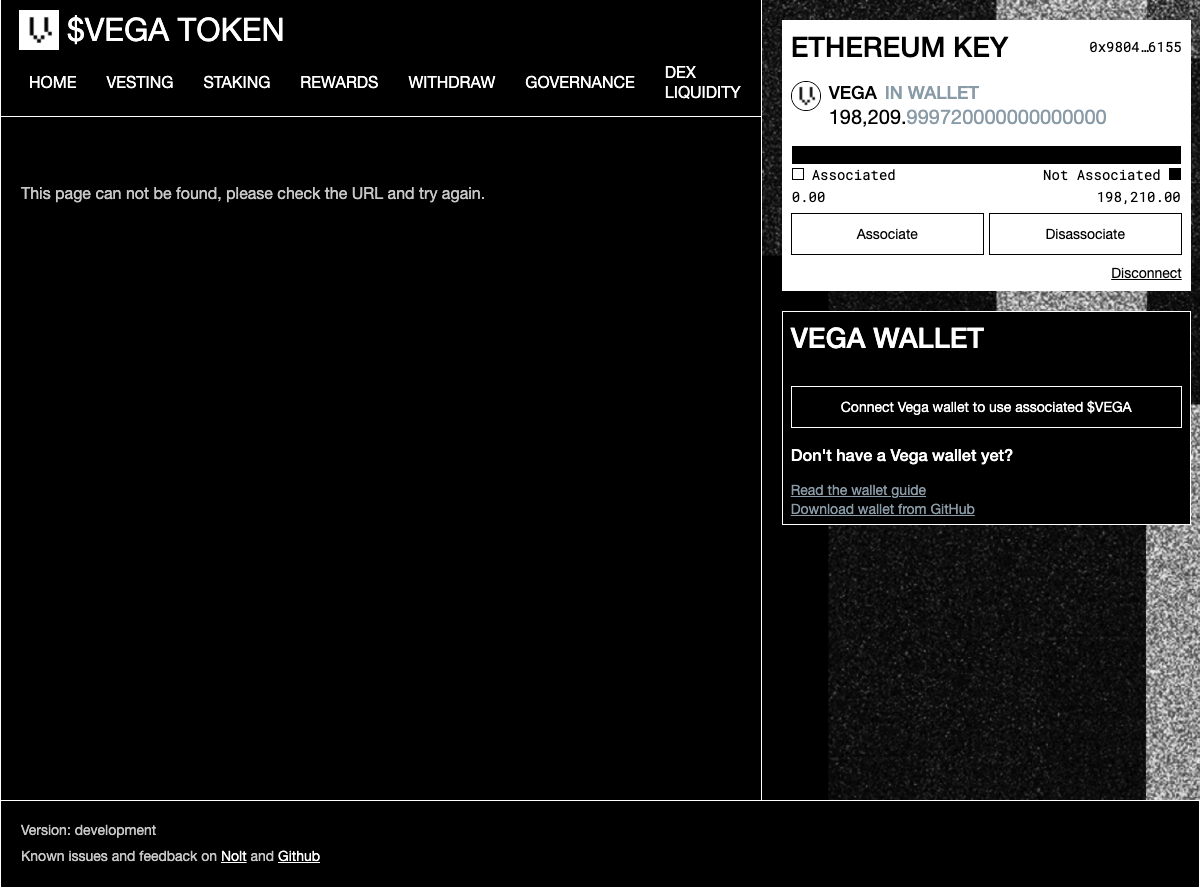 $VEGA TOKEN
HOME VESTING STAKING REWARDS WITHDRAW GOVERNANCE DEX
LIQUIDITY
This page can not be found, please check the URL and try again.
ETHEREUM KEY 0x9804…6155
VEGA IN WALLET
198,209.999720000000000000
Associated Not Associated
0.00 198,210.00
Associate Disassociate
Disconnect
VEGA WALLET
Connect Vega wallet to use associated $VEGA
Don't have a Vega wallet yet?
Read the wallet guide
Download wallet from GitHub
Version: development
Known issues and feedback on Nolt and Github